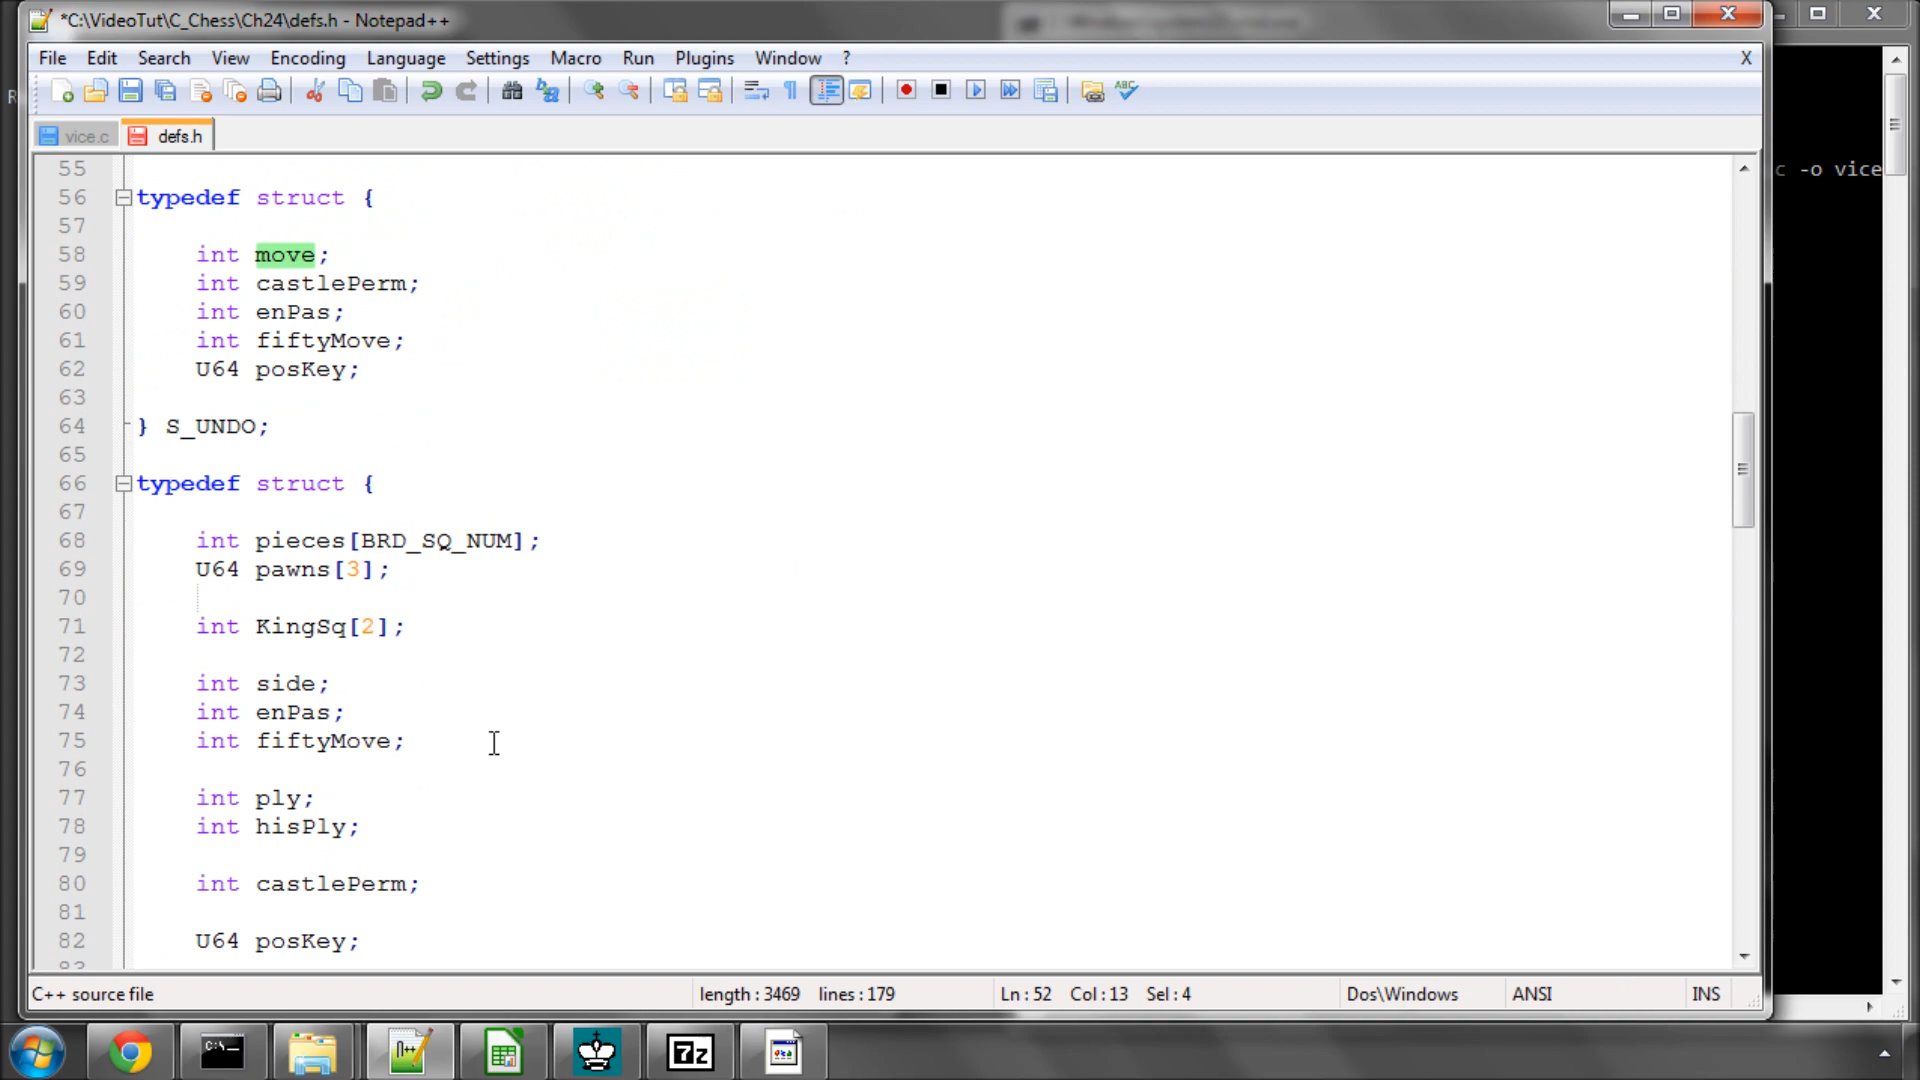 *C:\VideoTut\C_Chess\Ch24\defs.h - Notepad++
File Edit Search View Encoding Language Settings Macro Run Plugins Window ? X
vice.c defs.h
55
56 typedef struct {
57
58 int move;
59 int castlePerm;
60 int enPas;
61 int fiftyMove;
62 U64 posKey;
63
64 } S_UNDO;
65
66 typedef struct {
67
68 int pieces[BRD_SQ_NUM];
69 U64 pawns[3];
70
71 int KingSq[2];
72
73 int side;
74 int enPas;
75 int fiftyMove;
76
77 int ply;
78 int hisPly;
79
80 int castlePerm;
81
82 U64 posKey;
c -o vice
C++ source file length : 3469 lines : 179 Ln : 52 Col : 13 Sel : 4 Dos\Windows ANSI INS
C:\_
n++
7z